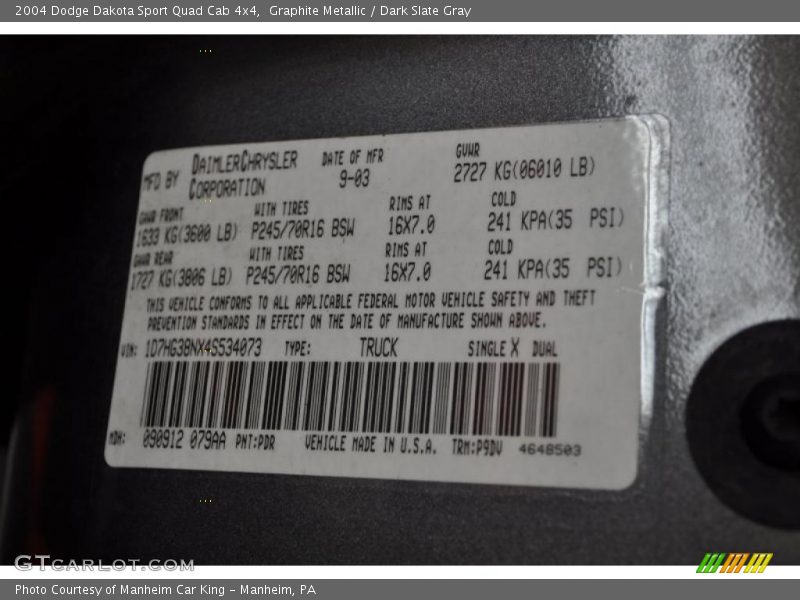 2004 Dodge Dakota Sport Quad Cab 4x4,  Graphite Metallic / Dark Slate Gray
MFD BY DAIMLERCHRYSLER CORPORATION DATE OF MFR 9-03 GVWR 2727 KG(06010 LB)
GAWR FRONT WITH TIRES RIMS AT COLD
1633 KG(3600 LB) P245/70R16 BSW 16X7.0 241 KPA(35 PSI)
GAWR REAR WITH TIRES RIMS AT COLD
1727 KG(3806 LB) P245/70R16 BSW 16X7.0 241 KPA(35 PSI)
THIS VEHICLE CONFORMS TO ALL APPLICABLE FEDERAL MOTOR VEHICLE SAFETY AND THEFT
PREVENTION STANDARDS IN EFFECT ON THE DATE OF MANUFACTURE SHOWN ABOVE.
VIN: 1D7HG38NX4S534073 TYPE: TRUCK SINGLE X DUAL
MDH: 090912 079AA PNT:PDR VEHICLE MADE IN U.S.A. TRM:P9DV 4648503
GTCARLOT.COM
Photo Courtesy of Manheim Car King - Manheim, PA